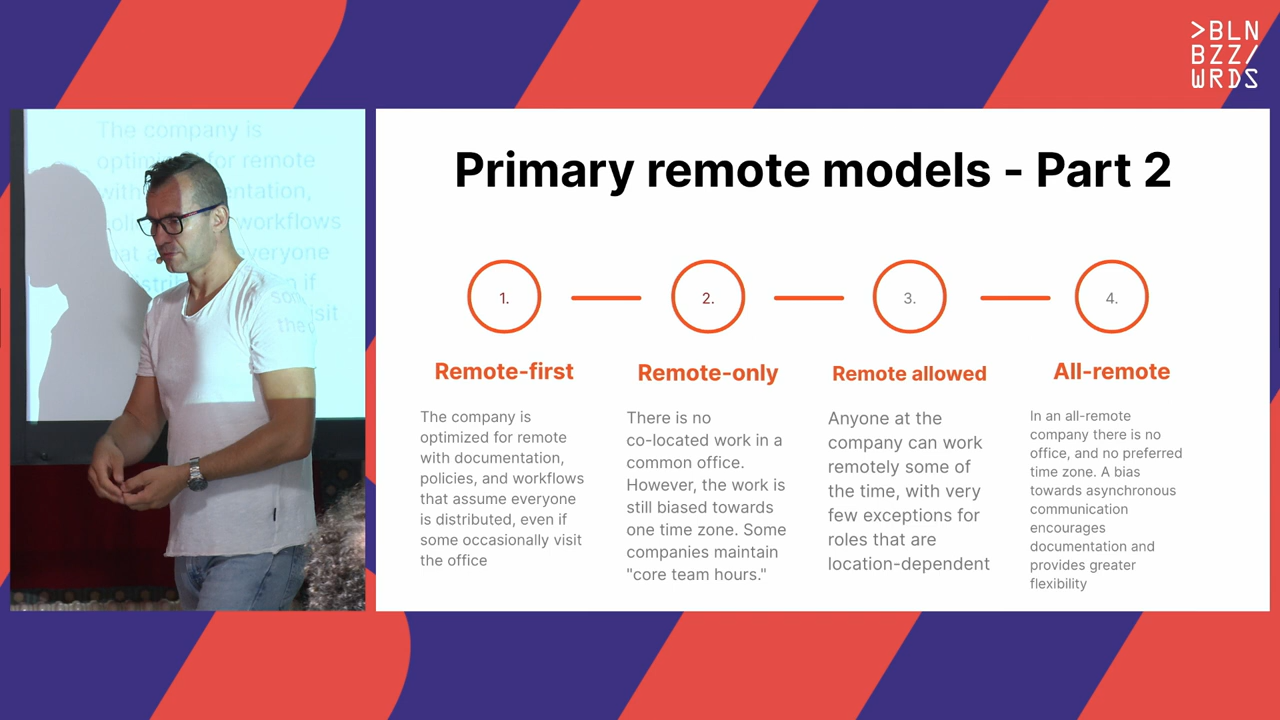 >BLN
BZZ/
WRDS
The company is
for remote
workflows
everyone
if
visit
Primary remote models - Part 2
1.
2.
3.
4.
Remote-first
The company is
optimized for remote
with documentation,
policies, and workflows
that assume everyone
is distributed, even if
some occasionally visit
the office
Remote-only
There is no
co-located work in a
common office.
However, the work is
still biased towards
one time zone. Some
companies maintain
"core team hours."
Remote allowed
Anyone at the
company can work
remotely some of
the time, with very
few exceptions for
roles that are
location-dependent
All-remote
In an all-remote
company there is no
office, and no preferred
time zone. A bias
towards asynchronous
communication
encourages
documentation and
provides greater
flexibility